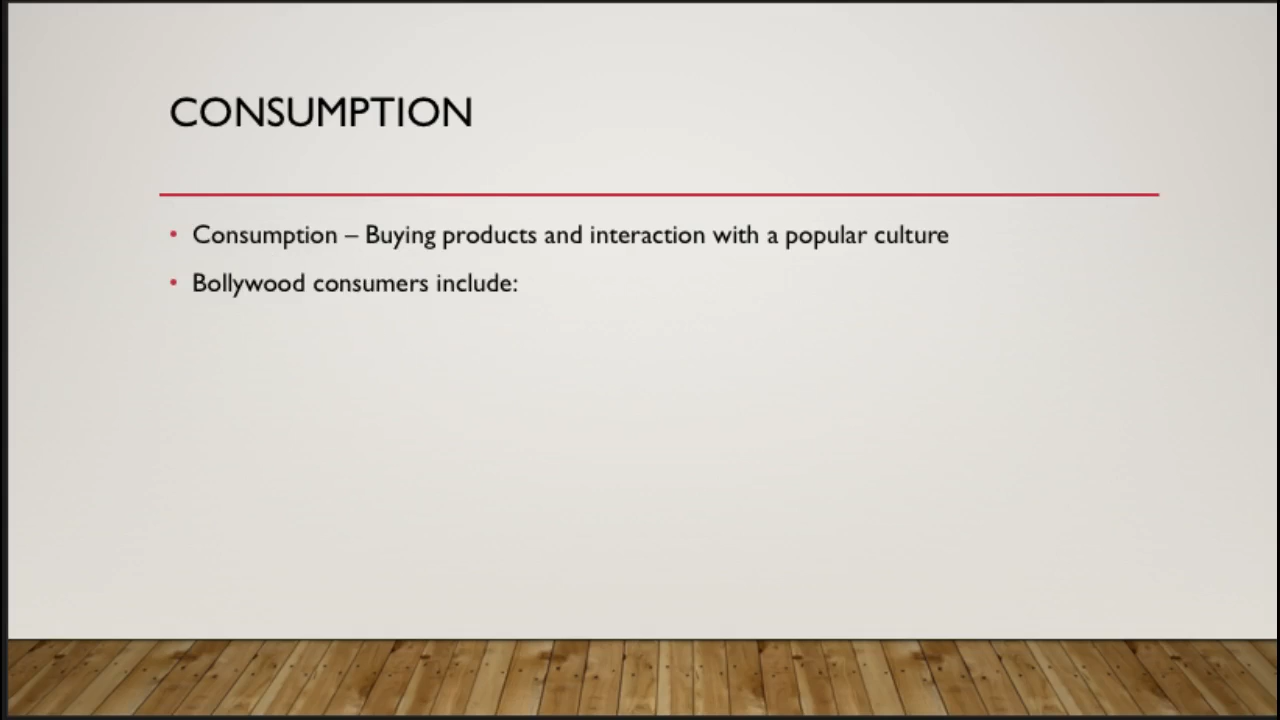 CONSUMPTION
• Consumption – Buying products and interaction with a popular culture
• Bollywood consumers include: